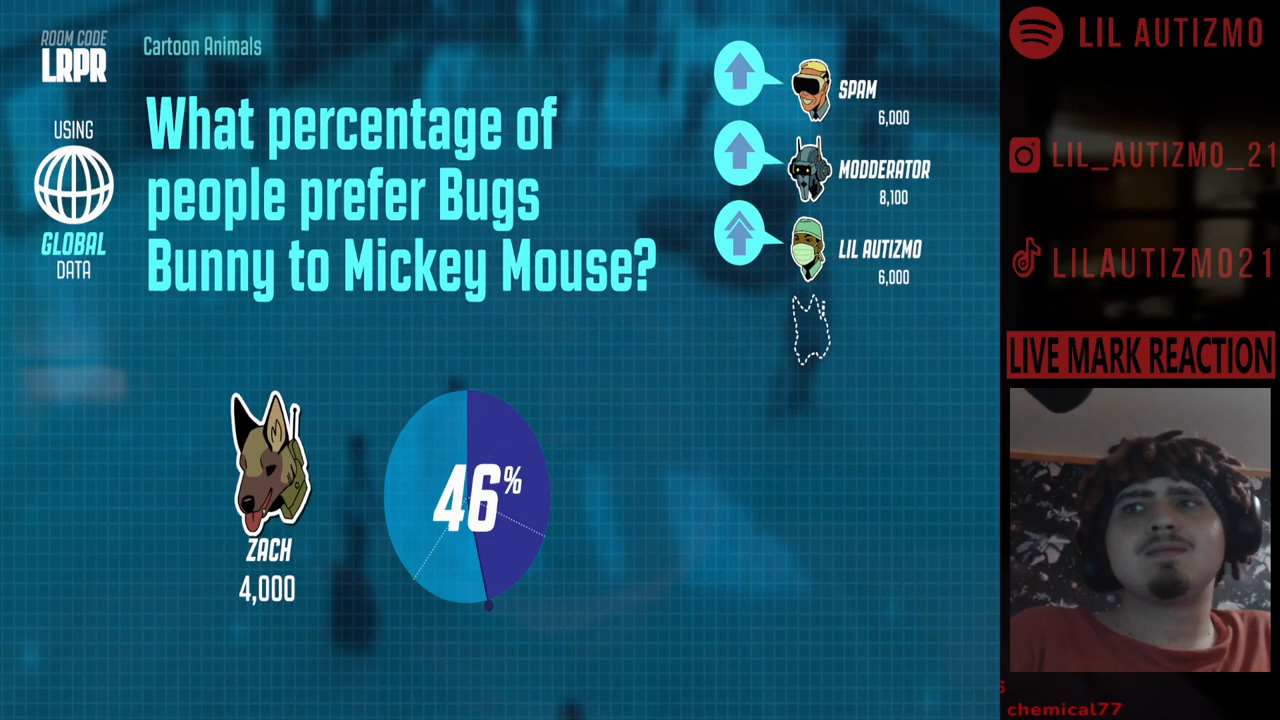 ROOM CODE
LRPR
USING
GLOBAL
DATA
Cartoon Animals
What percentage of
people prefer Bugs
Bunny to Mickey Mouse?
SPAM
6,000
MODDERATOR
8,100
LIL AUTIZMO
6,000
ZACH
4,000
46%
LIL AUTIZMO
LIL_AUTIZMO_21
LILAUTIZMO21
LIVE MARK REACTION
chemical77